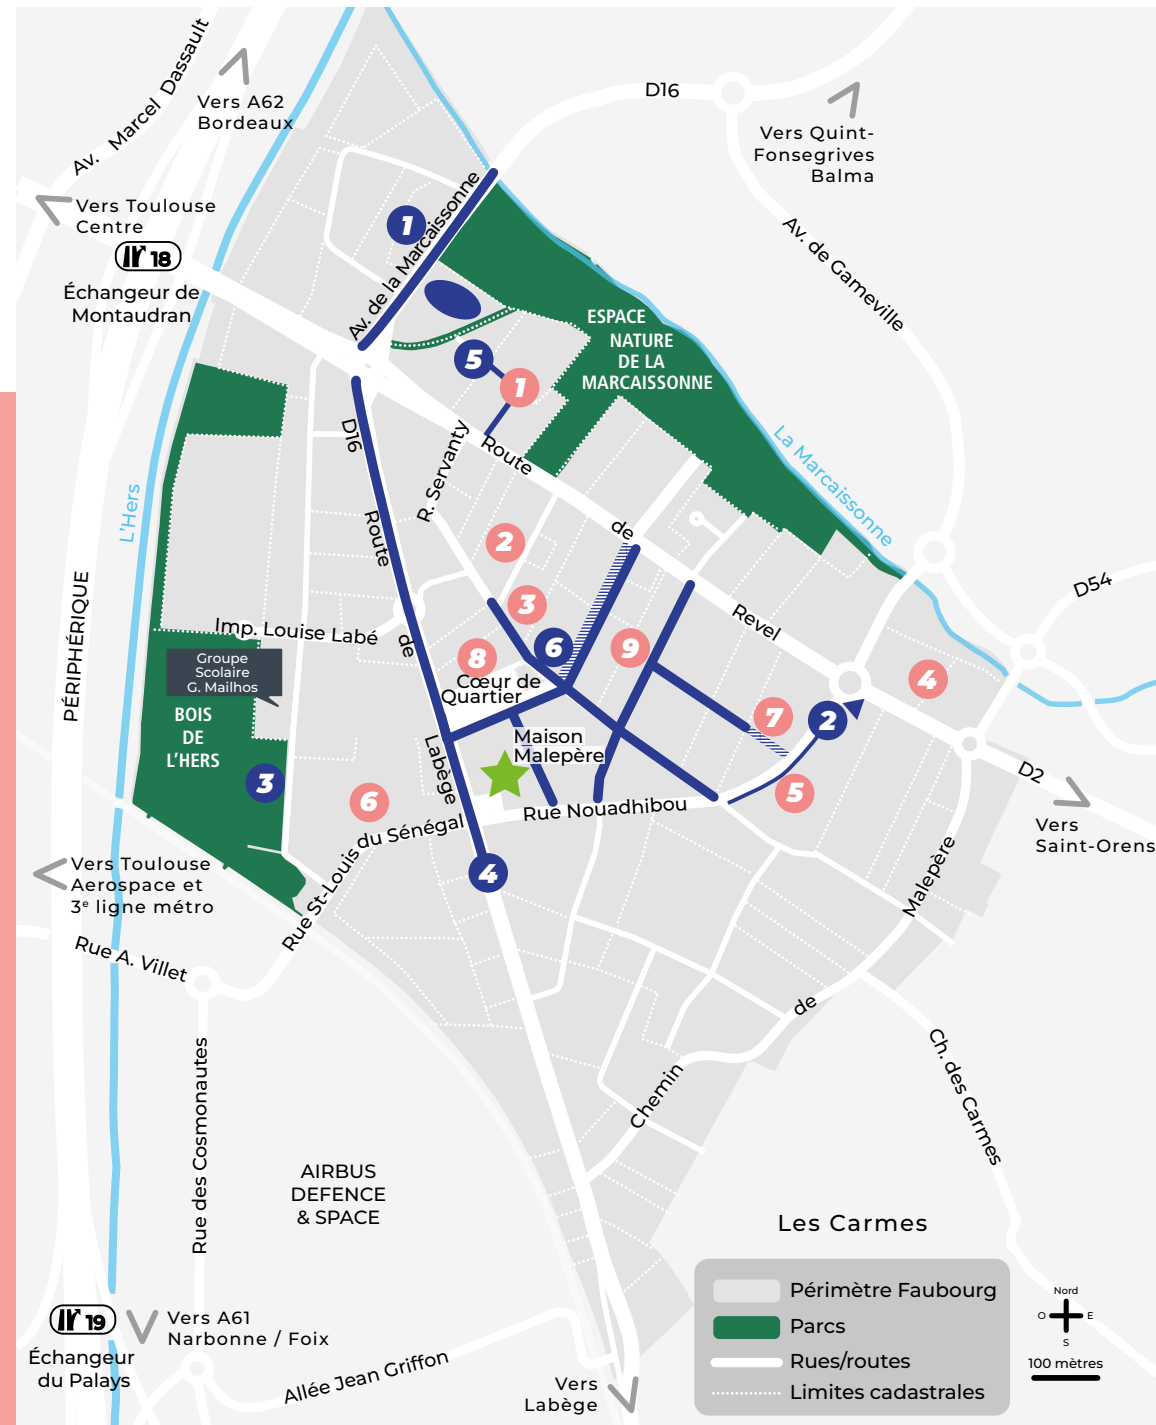 Av. Marcel Dassault
Vers A62
Bordeaux
D16
Vers Quint-
Fonsegrives
Balma
Vers Toulouse
Centre
18
Échangeur de
Montaudran
1
Av. de la Marcaissonne
Av. de Gameville
ESPACE
NATURE
DE LA
MARCAISSONNE
5
1
D16
R. Servanty
Route
La Marcaissonne
L'Hers
Route
2
de
D54
PÉRIPHÉRIQUE
3
Revel
Imp. Louise Labé
de
6
9
8
4
Groupe
Scolaire
G. Mailhos
Cœur de
Quartier
BOIS
DE
L'HERS
7
2
Maison
Malepère
Labège
3
6
5
D2
Rue Nouadhibou
Vers
Saint-Orens
Rue St-Louis du Sénégal
4
Vers Toulouse
Aerospace et
3e ligne métro
Malepère
Rue A. Villet
de
Chemin
Ch. des Carmes
Rue des Cosmonautes
AIRBUS
DEFENCE
& SPACE
Les Carmes
Périmètre Faubourg
Parcs
Rues/routes
Limites cadastrales
Nord
O
E
S
100 mètres
19
Vers A61
Narbonne / Foix
Échangeur
du Palays
Allée Jean Griffon
Vers
Labège